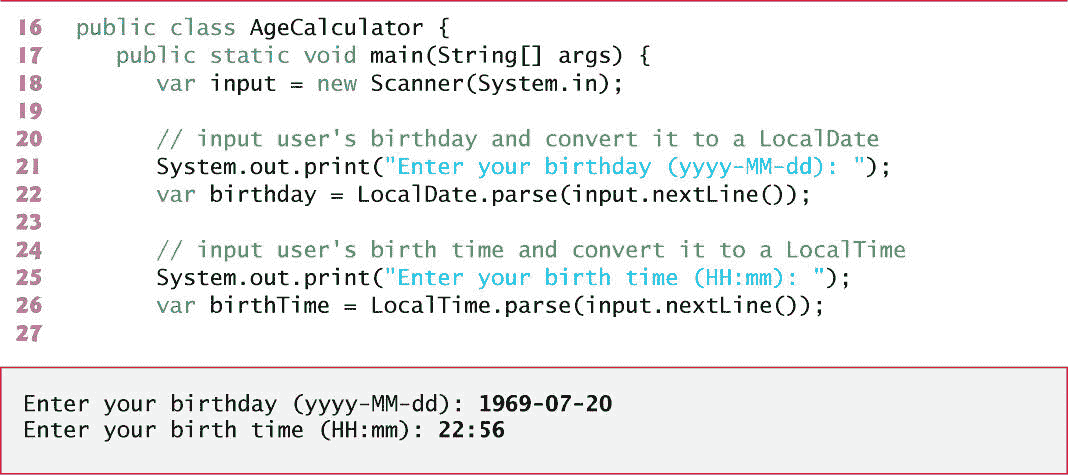 16 public class AgeCalculator {
17 public static void main(String[] args) {
18 var input = new Scanner(System.in);
19
20 // input user's birthday and convert it to a LocalDate
21 System.out.print("Enter your birthday (yyyy-MM-dd): ");
22 var birthday = LocalDate.parse(input.nextLine());
23
24 // input user's birth time and convert it to a LocalTime
25 System.out.print("Enter your birth time (HH:mm): ");
26 var birthTime = LocalTime.parse(input.nextLine());
27
Enter your birthday (yyyy-MM-dd): 1969-07-20
Enter your birth time (HH:mm): 22:56